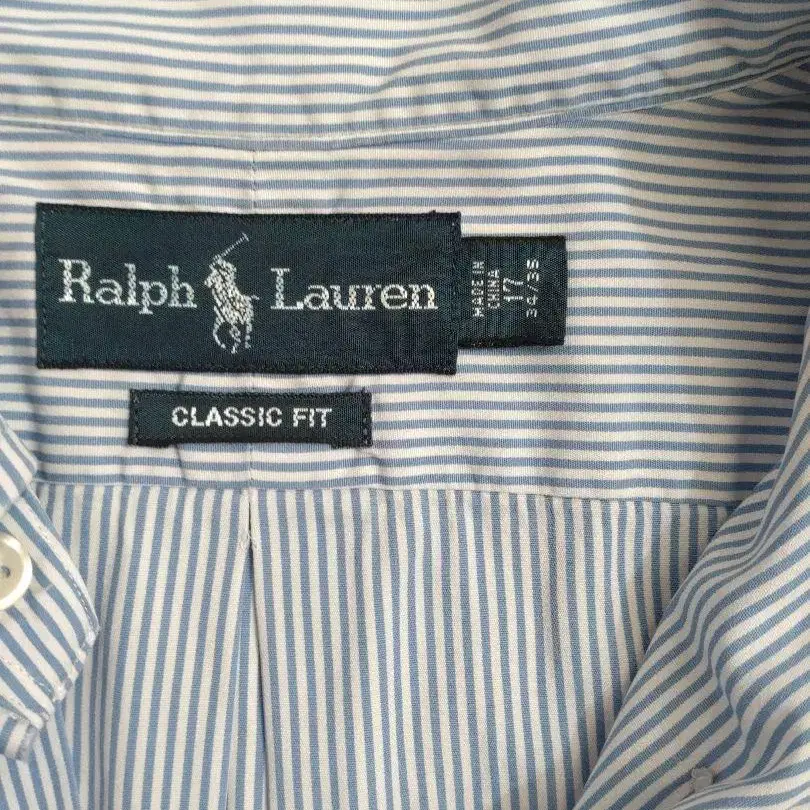 Ralph Lauren
MADE IN
CHINA
17
34/35
CLASSIC FIT